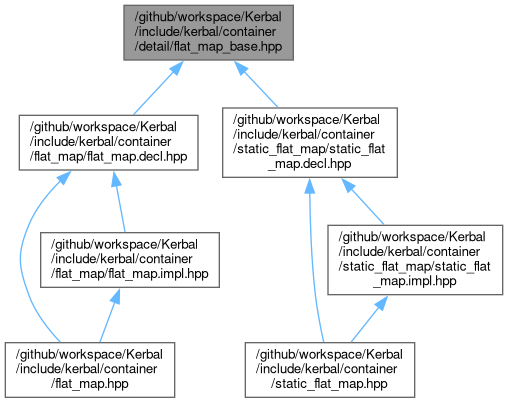 /github/workspace/Kerbal
/include/kerbal/container
/detail/flat_map_base.hpp
/github/workspace/Kerbal
/include/kerbal/container
/flat_map/flat_map.decl.hpp
/github/workspace/Kerbal
/include/kerbal/container
/static_flat_map/static_flat
_map.decl.hpp
/github/workspace/Kerbal
/include/kerbal/container
/flat_map/flat_map.impl.hpp
/github/workspace/Kerbal
/include/kerbal/container
/static_flat_map/static_flat
_map.impl.hpp
/github/workspace/Kerbal
/include/kerbal/container
/flat_map.hpp
/github/workspace/Kerbal
/include/kerbal/container
/static_flat_map.hpp